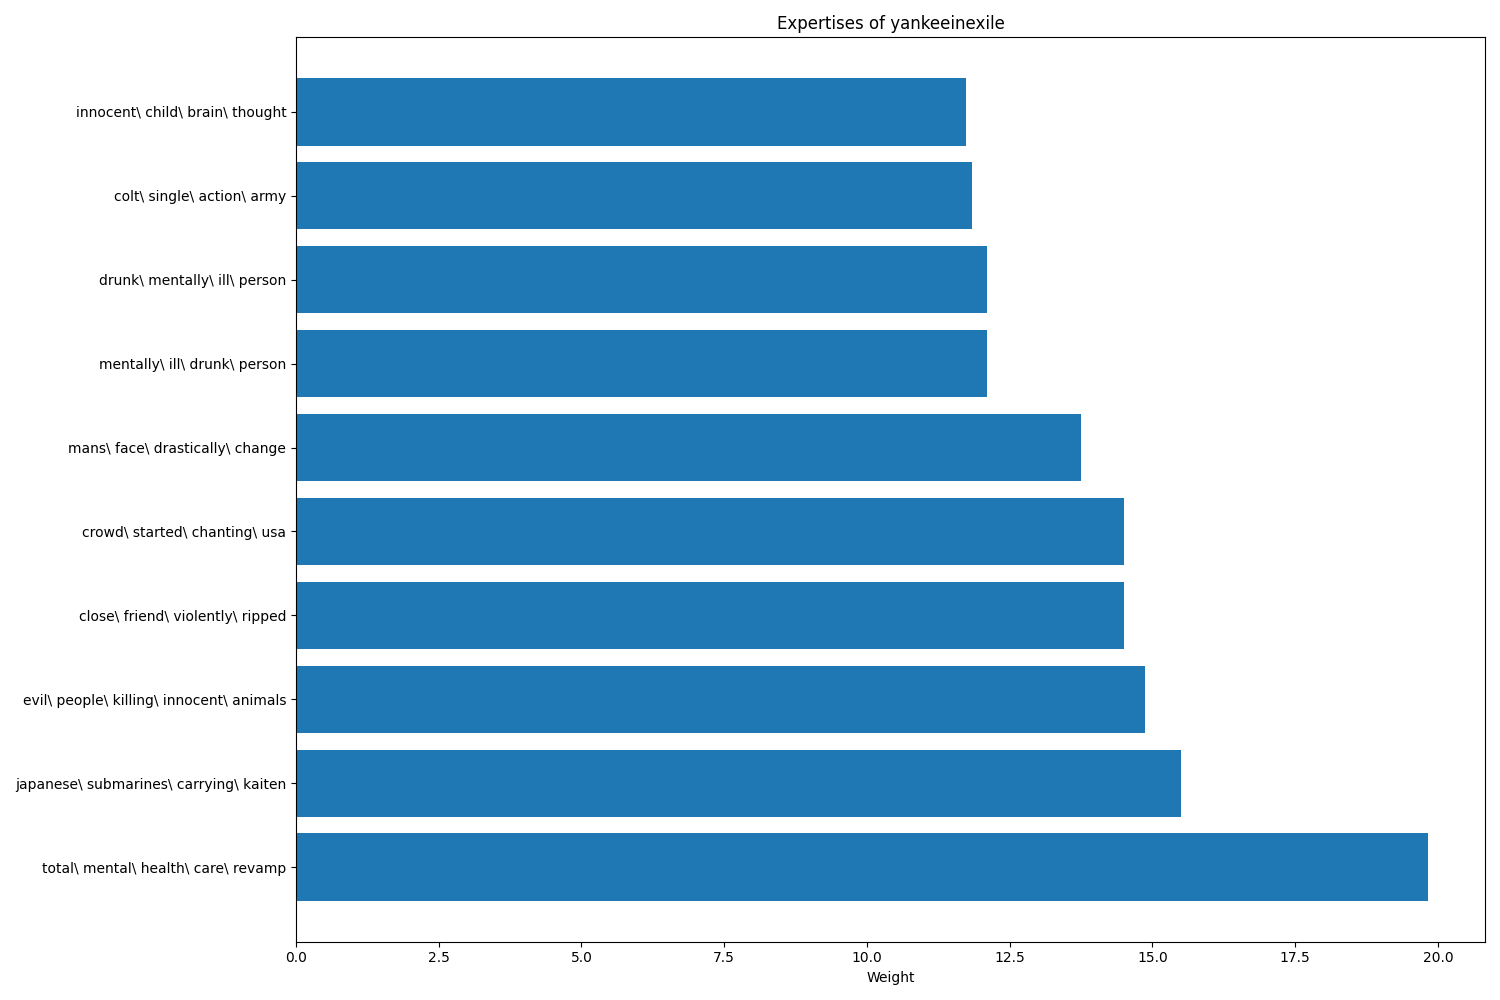 Expertises of yankeeinexile
innocent\ child\ brain\ thought
colt\ single\ action\ army
drunk\ mentally\ ill\ person
mentally\ ill\ drunk\ person
mans\ face\ drastically\ change
crowd\ started\ chanting\ usa
close\ friend\ violently\ ripped
evil\ people\ killing\ innocent\ animals
japanese\ submarines\ carrying\ kaiten
total\ mental\ health\ care\ revamp
0.0 2.5 5.0 7.5 10.0 12.5 15.0 17.5 20.0
Weight